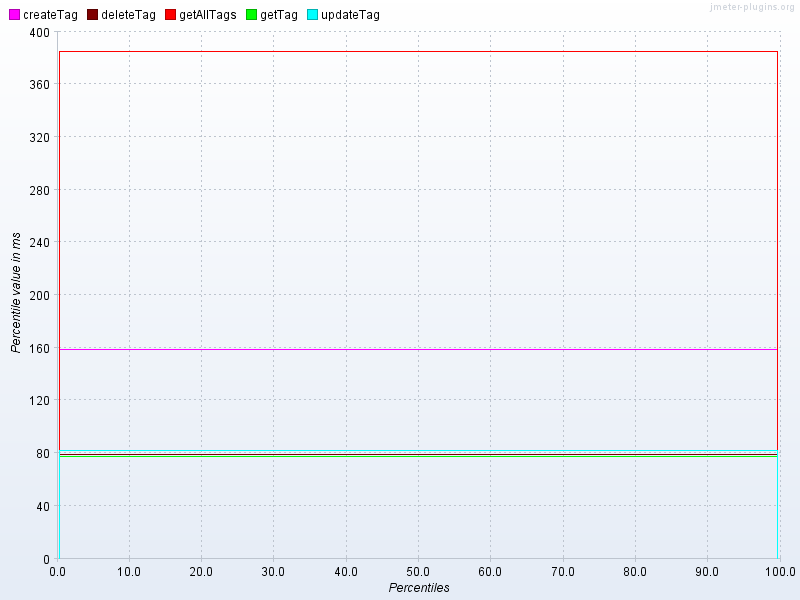 jmeter-plugins.org
createTag deleteTag getAllTags getTag updateTag
400
360
320
280
240
200
160
120
80
40
0
Percentile value in ms
0.0 10.0 20.0 30.0 40.0 50.0 60.0 70.0 80.0 90.0 100.0
Percentiles